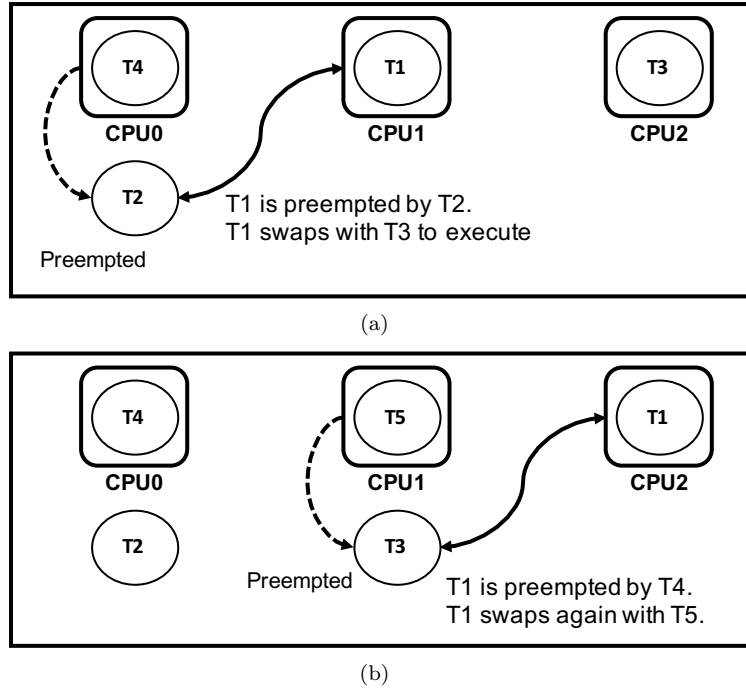 T4 T1 T3
CPU0 CPU1 CPU2
T2
T1 is preempted by T2.
T1 swaps with T3 to execute
Preempted
(a)
T4 T5 T1
CPU0 CPU1 CPU2
T2 T3
Preempted
T1 is preempted by T4.
T1 swaps again with T5.
(b)